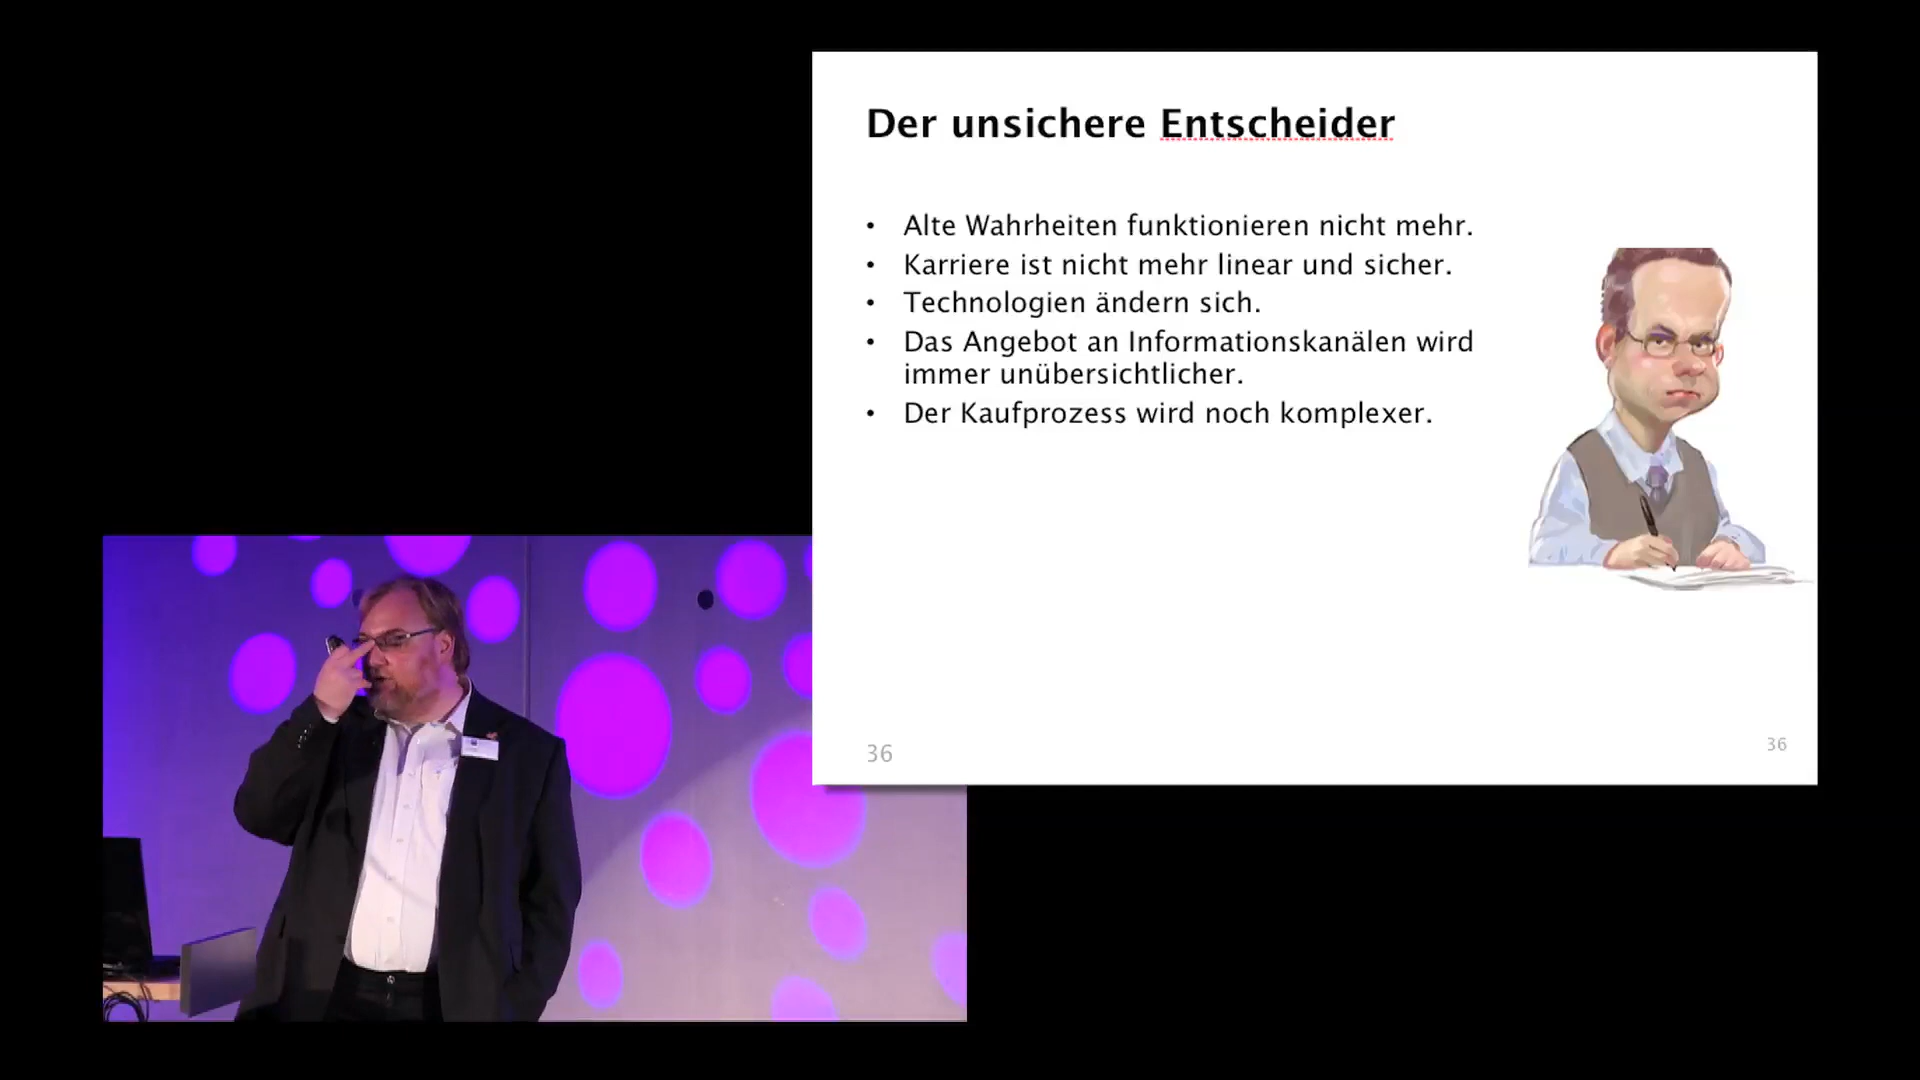 Der unsichere Entscheider
• Alte Wahrheiten funktionieren nicht mehr.
• Karriere ist nicht mehr linear und sicher.
• Technologien ändern sich.
• Das Angebot an Informationskanälen wird
immer unübersichtlicher.
• Der Kaufprozess wird noch komplexer.
36
36